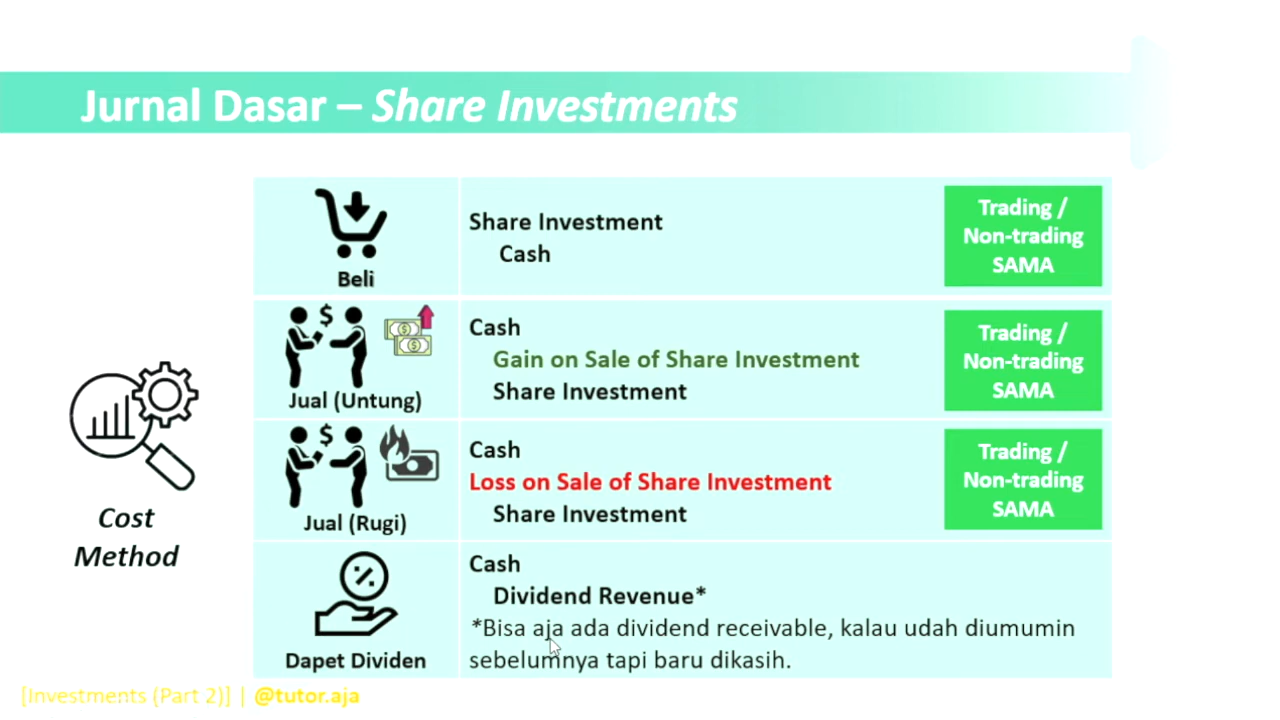 Jurnal Dasar – Share Investments
Beli
Share Investment
Cash
Trading /
Non-trading
SAMA
$
Jual (Untung)
Cash
Gain on Sale of Share Investment
Share Investment
Trading /
Non-trading
SAMA
$
Jual (Rugi)
Cash
Loss on Sale of Share Investment
Share Investment
Trading /
Non-trading
SAMA
Cost
Method
%
Dapet Dividen
Cash
Dividend Revenue*
*Bisa aja ada dividend receivable, kalau udah diumumin
sebelumnya tapi baru dikasih.
[Investments (Part 2)] | @tutor.aja